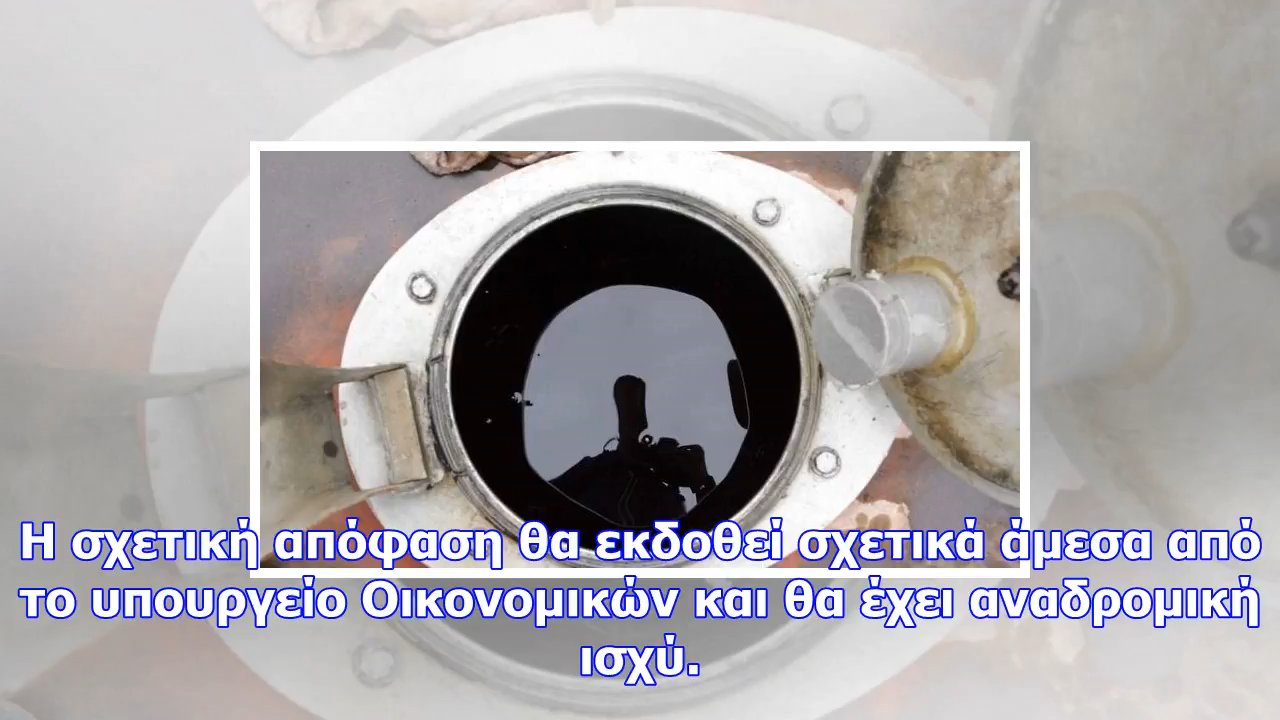 Η σχετική απόφαση θα εκδοθεί σχετικά άμεσα από
το υπουργείο Οικονομικών και θα έχει αναδρομική
ισχύ.